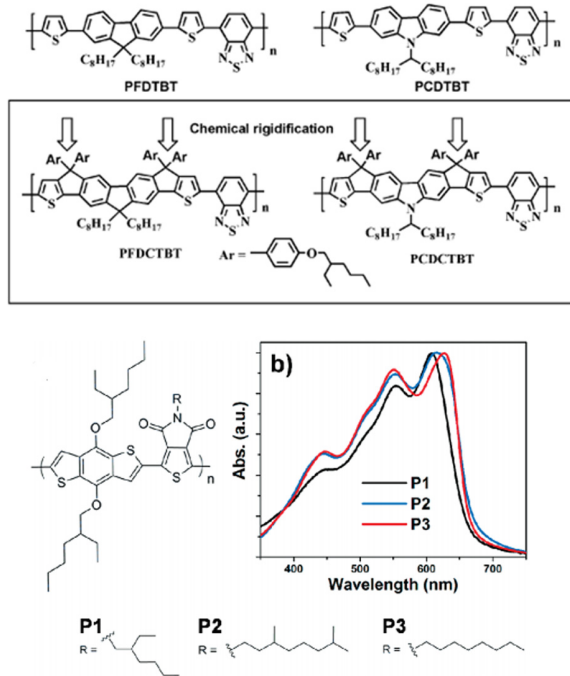 S
S
N
N
S
n
C₈H₁₇ C₈H₁₇
PFDTBT
S
N
S
N
N
S
n
C₈H₁₇ C₈H₁₇
PCDTBT
Chemical rigidification
Ar Ar Ar Ar
S
S
N
N
S
n
C₈H₁₇ C₈H₁₇
PFDCTBT
Ar Ar Ar Ar
S
N
S
N
N
S
n
C₈H₁₇ C₈H₁₇
PCDCTBT
Ar =
O
R
O N O
O
S
S
S
n
O
b)
Abs. (a.u.)
P1
P2
P3
400 500 600 700
Wavelength (nm)
P1
R =
P2
R =
P3
R =